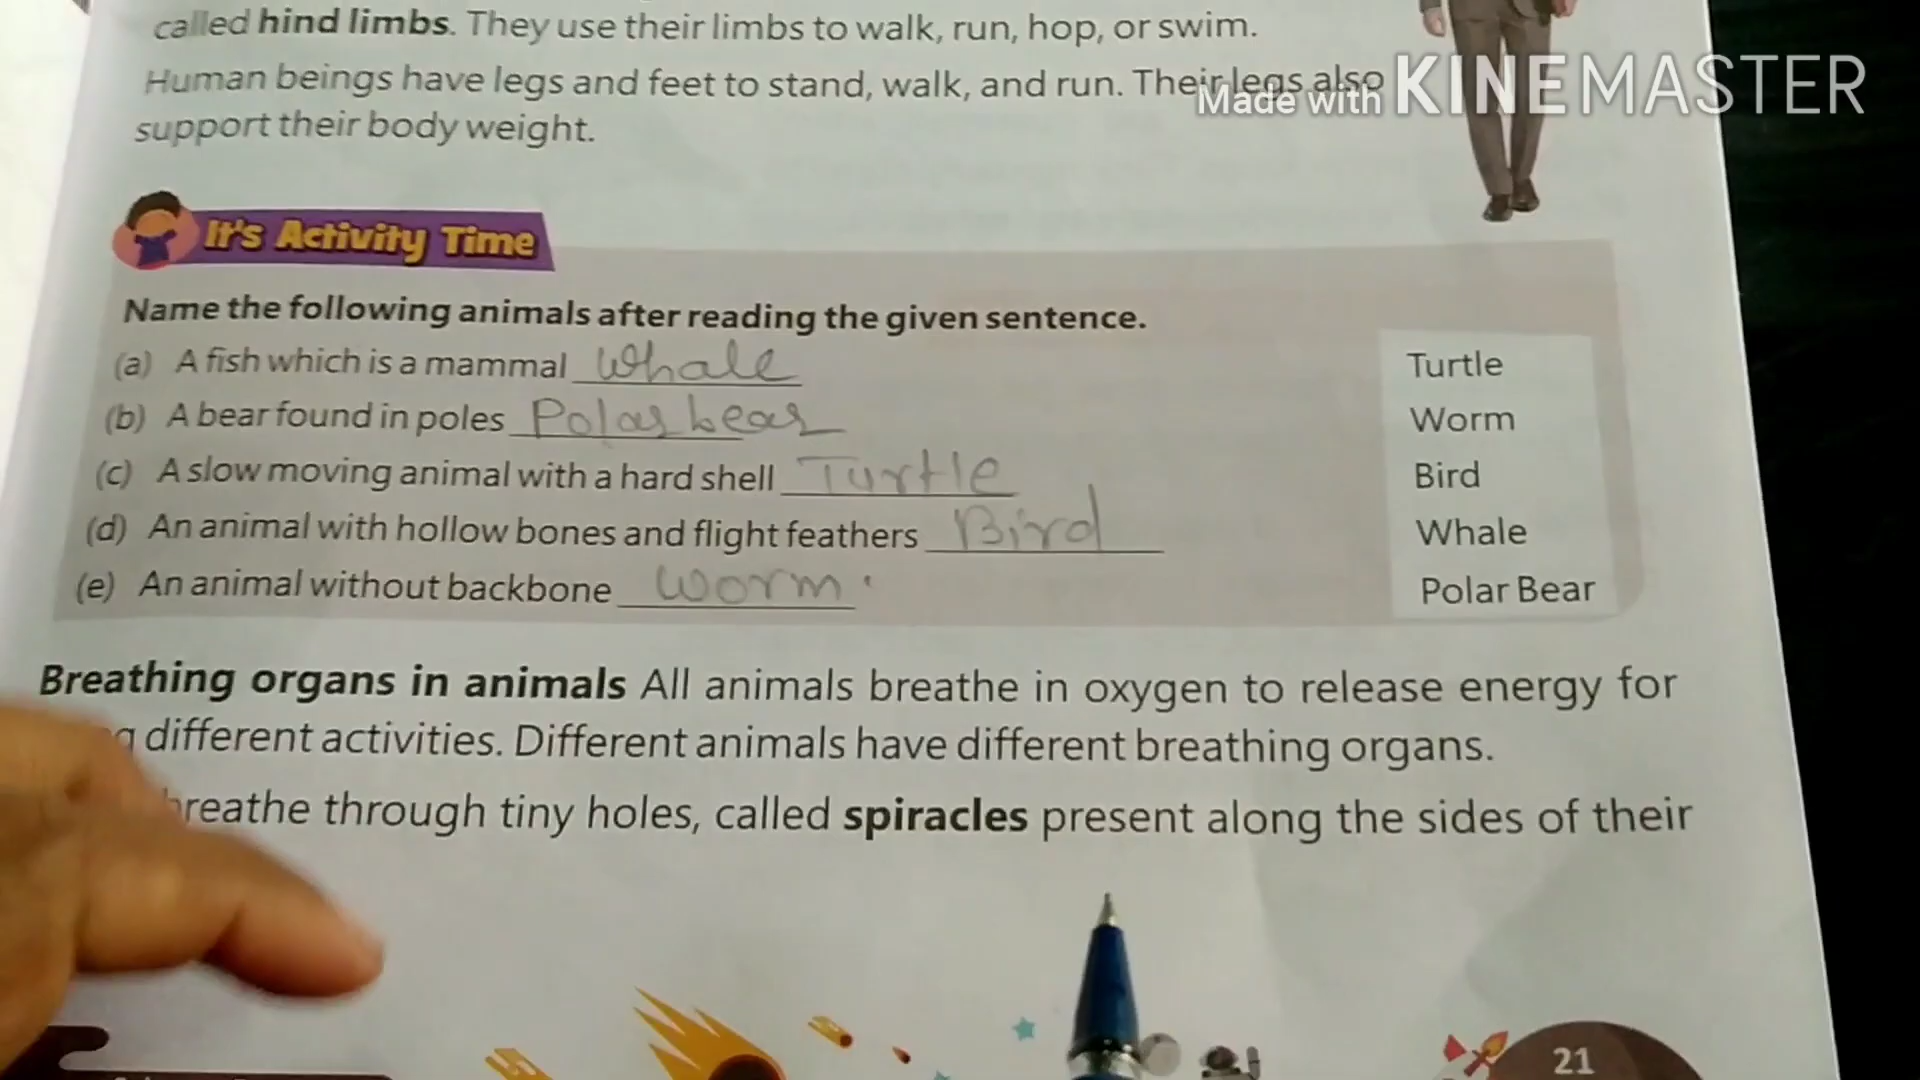 called hind limbs. They use their limbs to walk, run, hop, or swim.
Human beings have legs and feet to stand, walk, and run. Their legs also
support their body weight.
Made with KINEMASTER
It's Activity Time
Name the following animals after reading the given sentence.
(a) A fish which is a mammal Whale
(b) A bear found in poles Polar bear
(c) A slow moving animal with a hard shell Turtle
(d) An animal with hollow bones and flight feathers Bird
(e) An animal without backbone worm
Turtle
Worm
Bird
Whale
Polar Bear
Breathing organs in animals All animals breathe in oxygen to release energy for
different activities. Different animals have different breathing organs.
breathe through tiny holes, called spiracles present along the sides of their
21